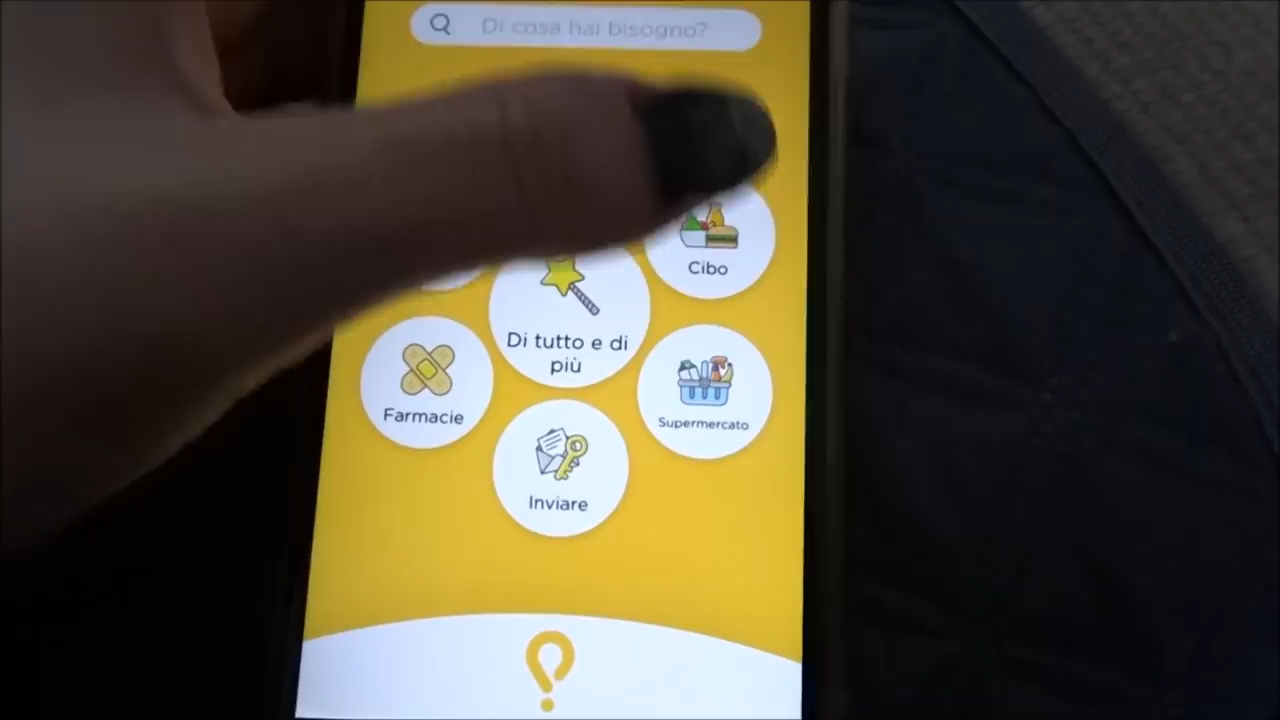 Di cosa hai bisogno?
Cibo
Di tutto e di
più
Farmacie
Supermercato
Inviare